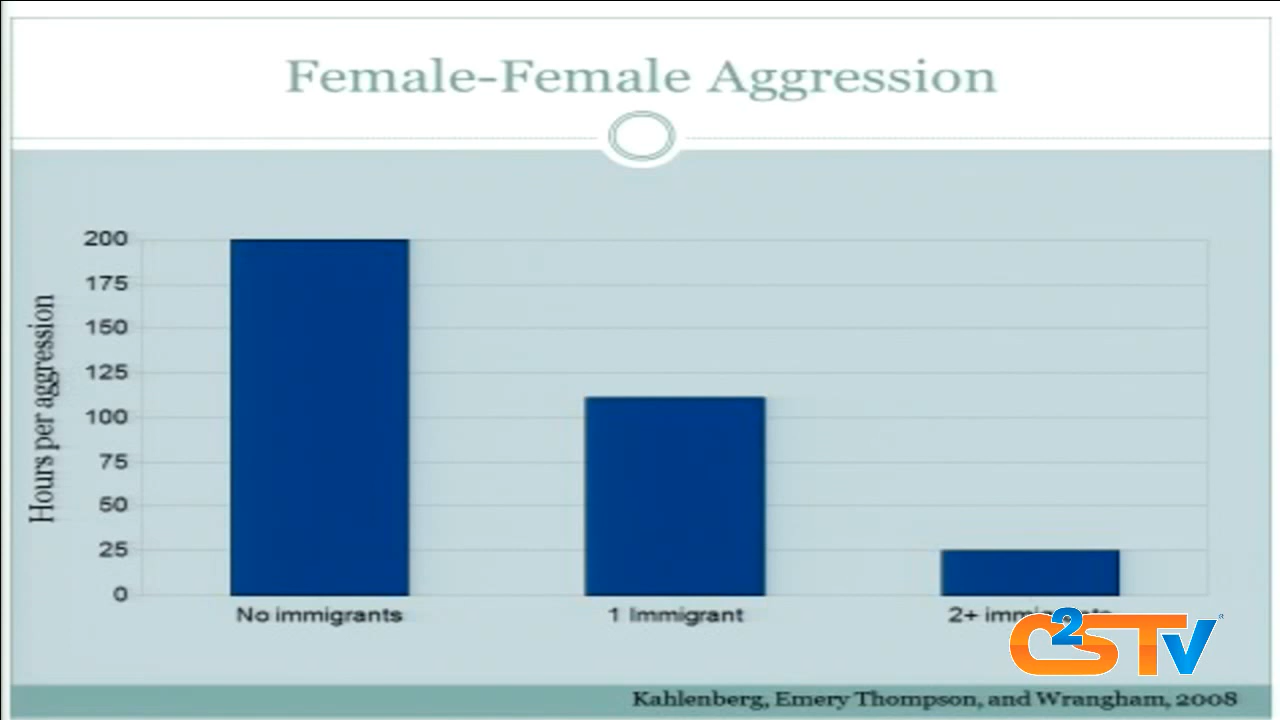 Female-Female Aggression
Hours per aggression
200
175
150
125
100
75
50
25
0
No immigrants
1 Immigrant
2+
C2STV
Kahlenberg, Emery Thompson, and Wrangham, 2008